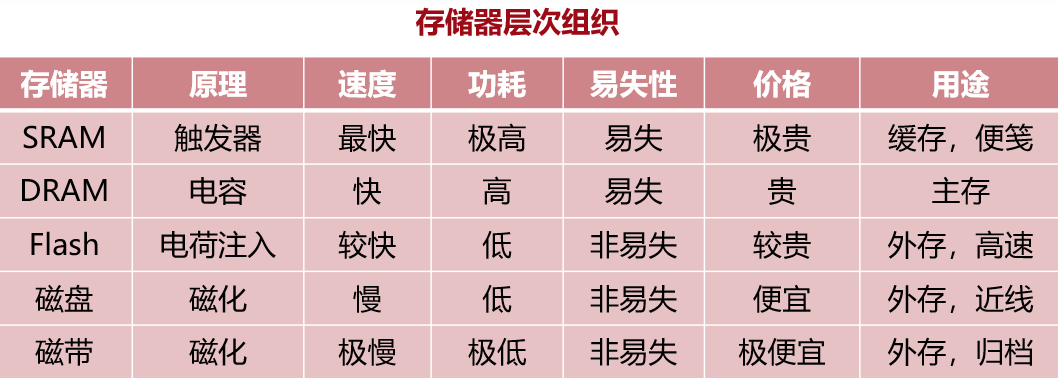 存储器层次组织
存储器 原理 速度 功耗 易失性 价格 用途
SRAM 触发器 最快 极高 易失 极贵 缓存，便笺
DRAM 电容 快 高 易失 贵 主存
Flash 电荷注入 较快 低 非易失 较贵 外存，高速
磁盘 磁化 慢 低 非易失 便宜 外存，近线
磁带 磁化 极慢 极低 非易失 极便宜 外存，归档